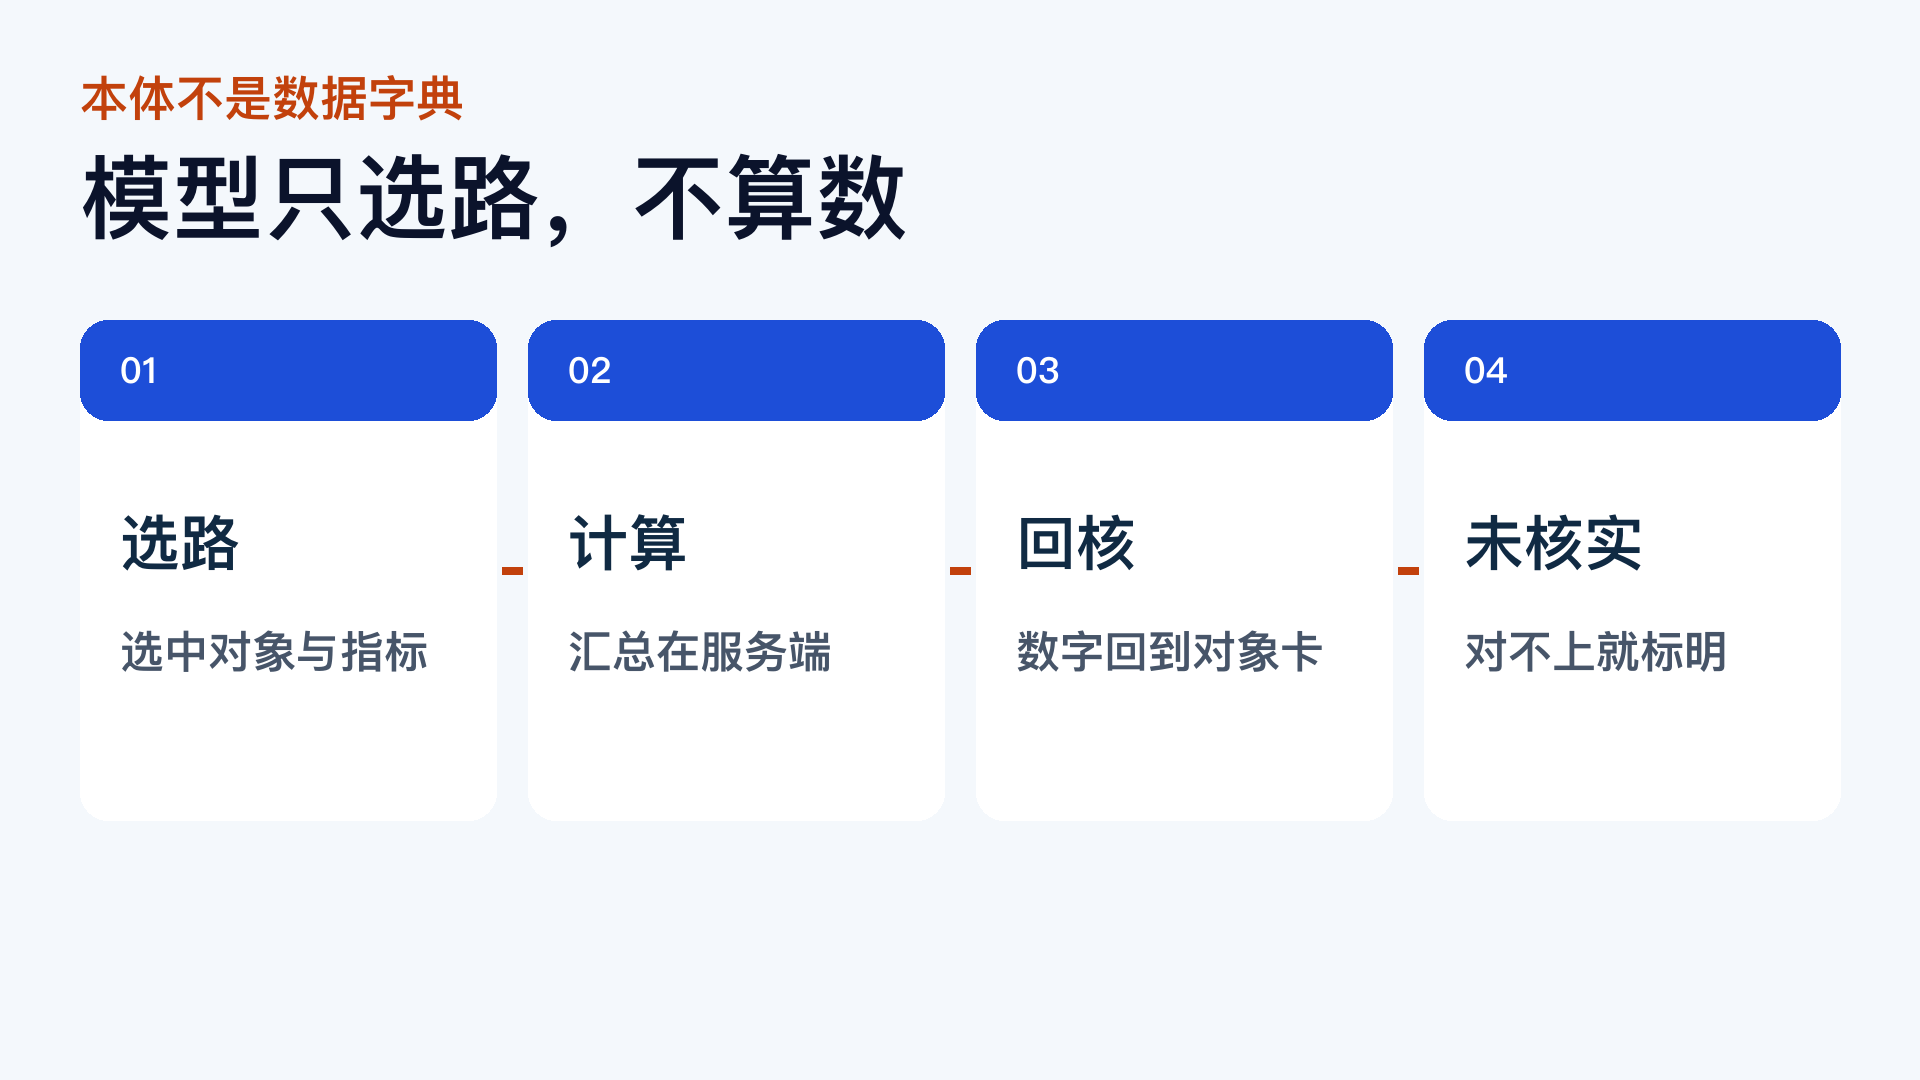 本体不是数据字典
模型只选路，不算数
01
选路
选中对象与指标
02
计算
汇总在服务端
03
回核
数字回到对象卡
04
未核实
对不上就标明